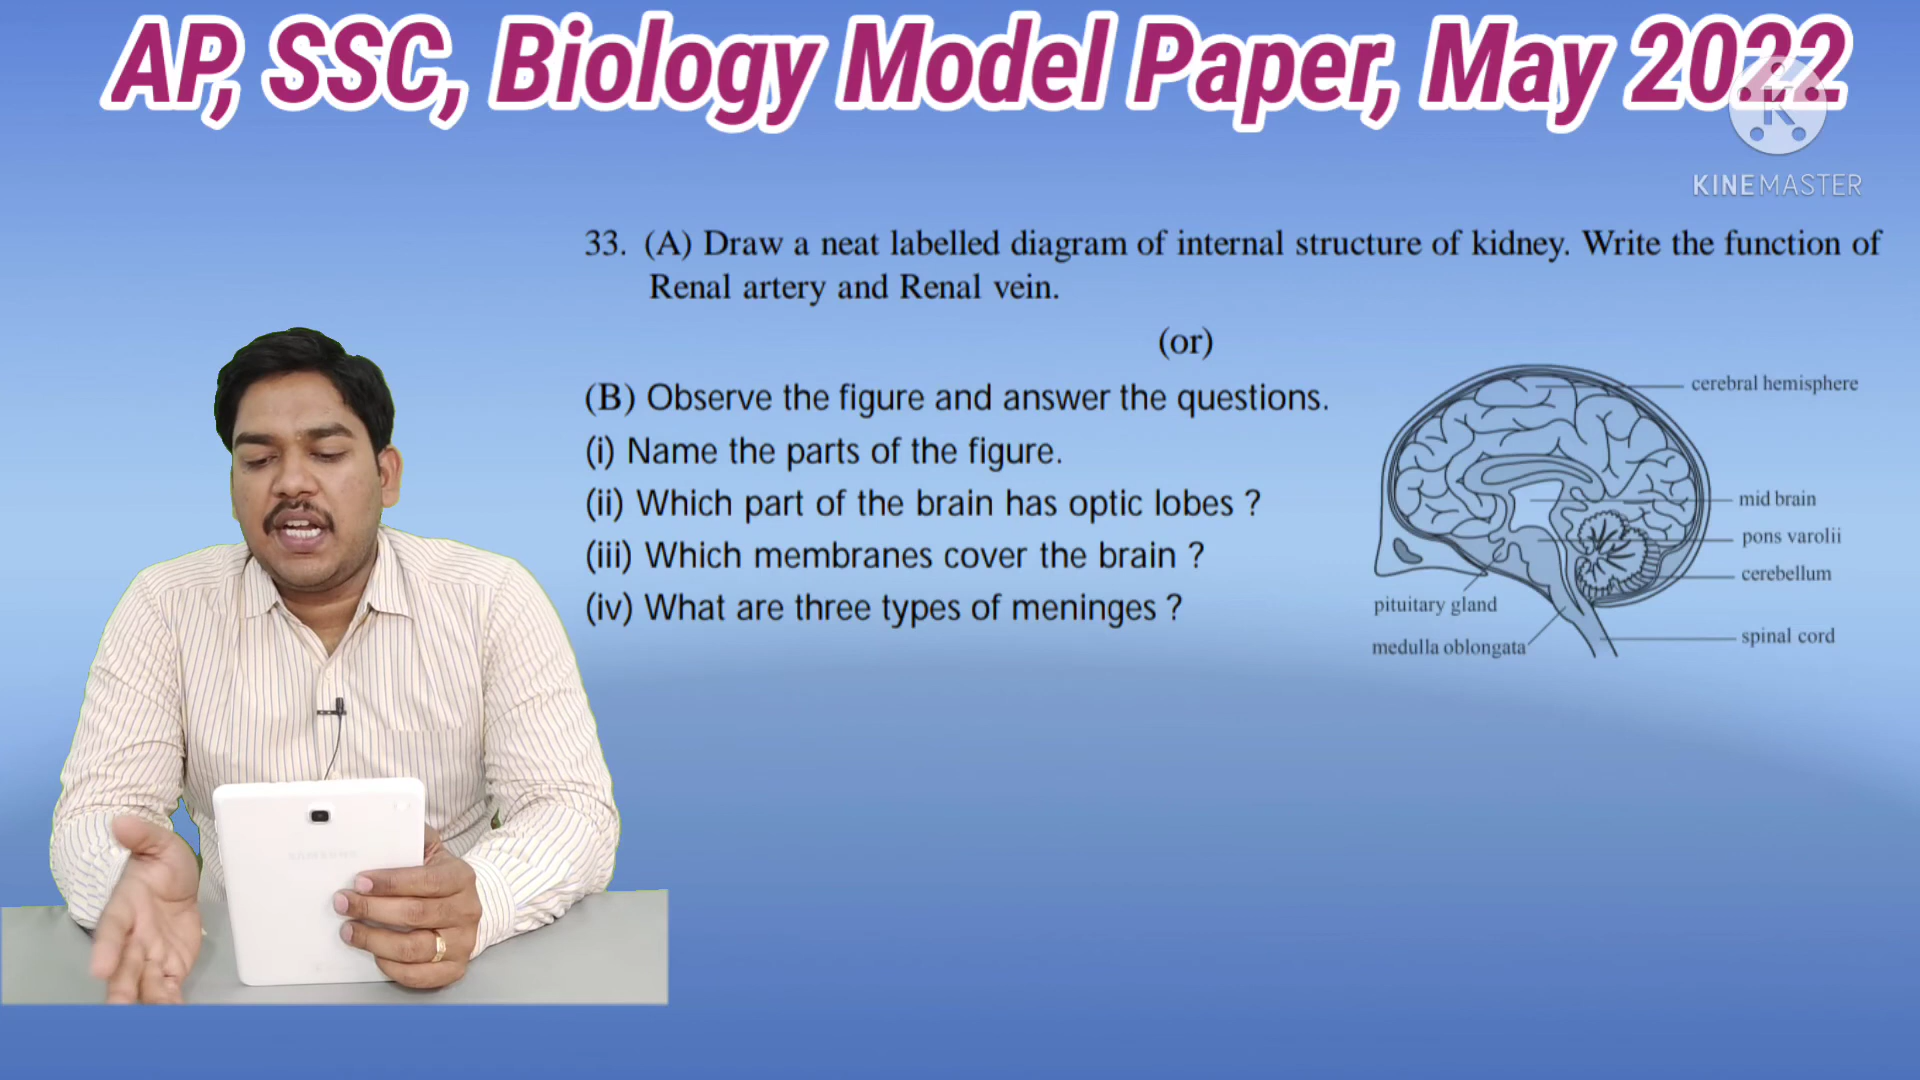 AP, SSC, Biology Model Paper, May 2022
KINEMASTER
33. (A) Draw a neat labelled diagram of internal structure of kidney. Write the function of
Renal artery and Renal vein.
(or)
(B) Observe the figure and answer the questions.
(i) Name the parts of the figure.
(ii) Which part of the brain has optic lobes ?
(iii) Which membranes cover the brain ?
(iv) What are three types of meninges ?
cerebral hemisphere
mid brain
pons varolii
cerebellum
pituitary gland
medulla oblongata
spinal cord
SAMSUNG